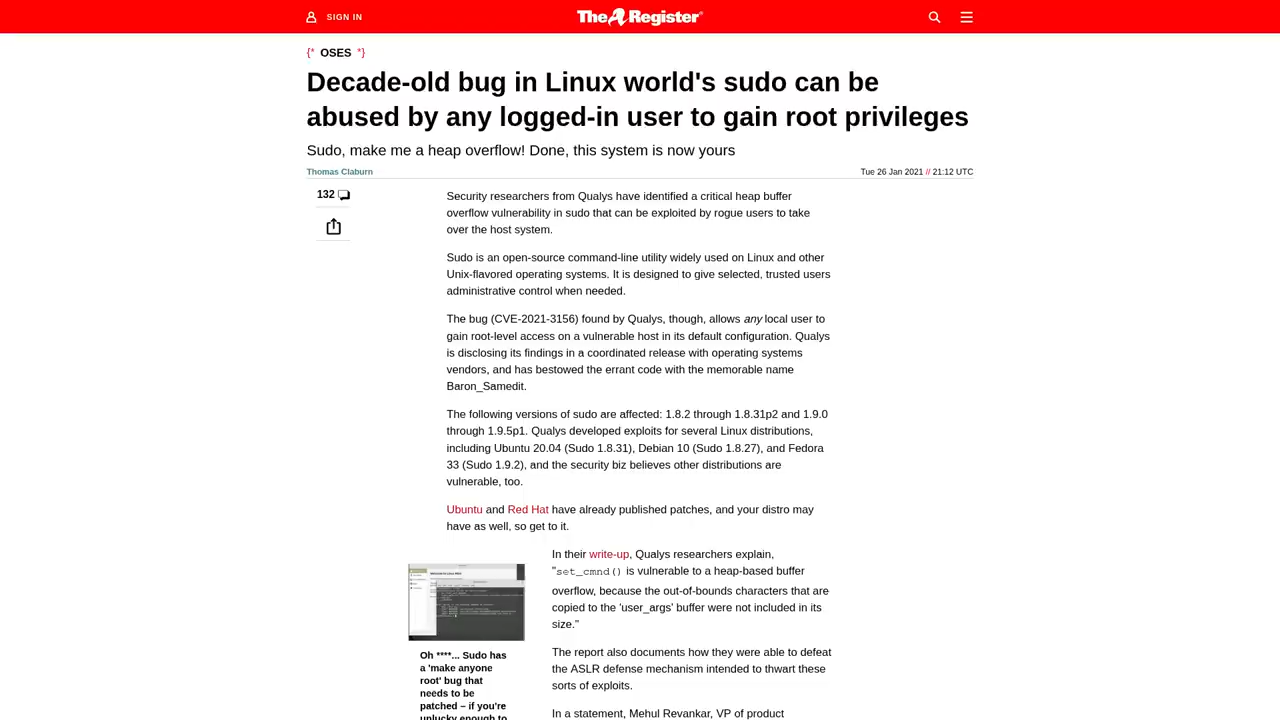 SIGN IN
The Register
{* OSES *}
Decade-old bug in Linux world's sudo can be
abused by any logged-in user to gain root privileges
Sudo, make me a heap overflow! Done, this system is now yours
Thomas Claburn
Tue 26 Jan 2021 // 21:12 UTC
132
Security researchers from Qualys have identified a critical heap buffer
overflow vulnerability in sudo that can be exploited by rogue users to take
over the host system.
Sudo is an open-source command-line utility widely used on Linux and other
Unix-flavored operating systems. It is designed to give selected, trusted users
administrative control when needed.
The bug (CVE-2021-3156) found by Qualys, though, allows any local user to
gain root-level access on a vulnerable host in its default configuration. Qualys
is disclosing its findings in a coordinated release with operating systems
vendors, and has bestowed the errant code with the memorable name
Baron_Samedit.
The following versions of sudo are affected: 1.8.2 through 1.8.31p2 and 1.9.0
through 1.9.5p1. Qualys developed exploits for several Linux distributions,
including Ubuntu 20.04 (Sudo 1.8.31), Debian 10 (Sudo 1.8.27), and Fedora
33 (Sudo 1.9.2), and the security biz believes other distributions are
vulnerable, too.
Ubuntu and Red Hat have already published patches, and your distro may
have as well, so get to it.
In their write-up, Qualys researchers explain,
"set_cmnd() is vulnerable to a heap-based buffer
overflow, because the out-of-bounds characters that are
copied to the 'user_args' buffer were not included in its
size."
The report also documents how they were able to defeat
the ASLR defense mechanism intended to thwart these
sorts of exploits.
In a statement, Mehul Revankar, VP of product
Oh ****... Sudo has
a 'make anyone
root' bug that
needs to be
patched – if you're
unlucky enough to